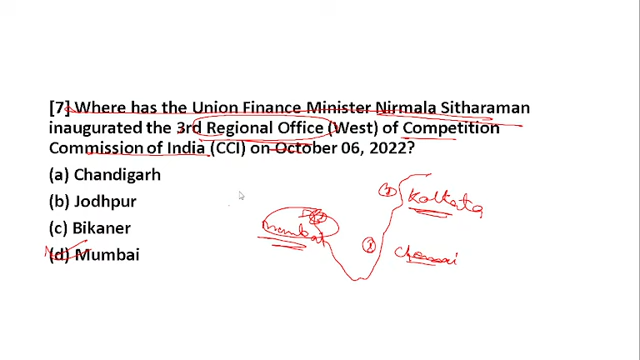 [7] Where has the Union Finance Minister Nirmala Sitharaman
inaugurated the 3rd Regional Office (West) of Competition
Commission of India (CCI) on October 06, 2022?
(a) Chandigarh
(b) Jodhpur
(c) Bikaner
(d) Mumbai
Kolkata
Mumbai
Chennai